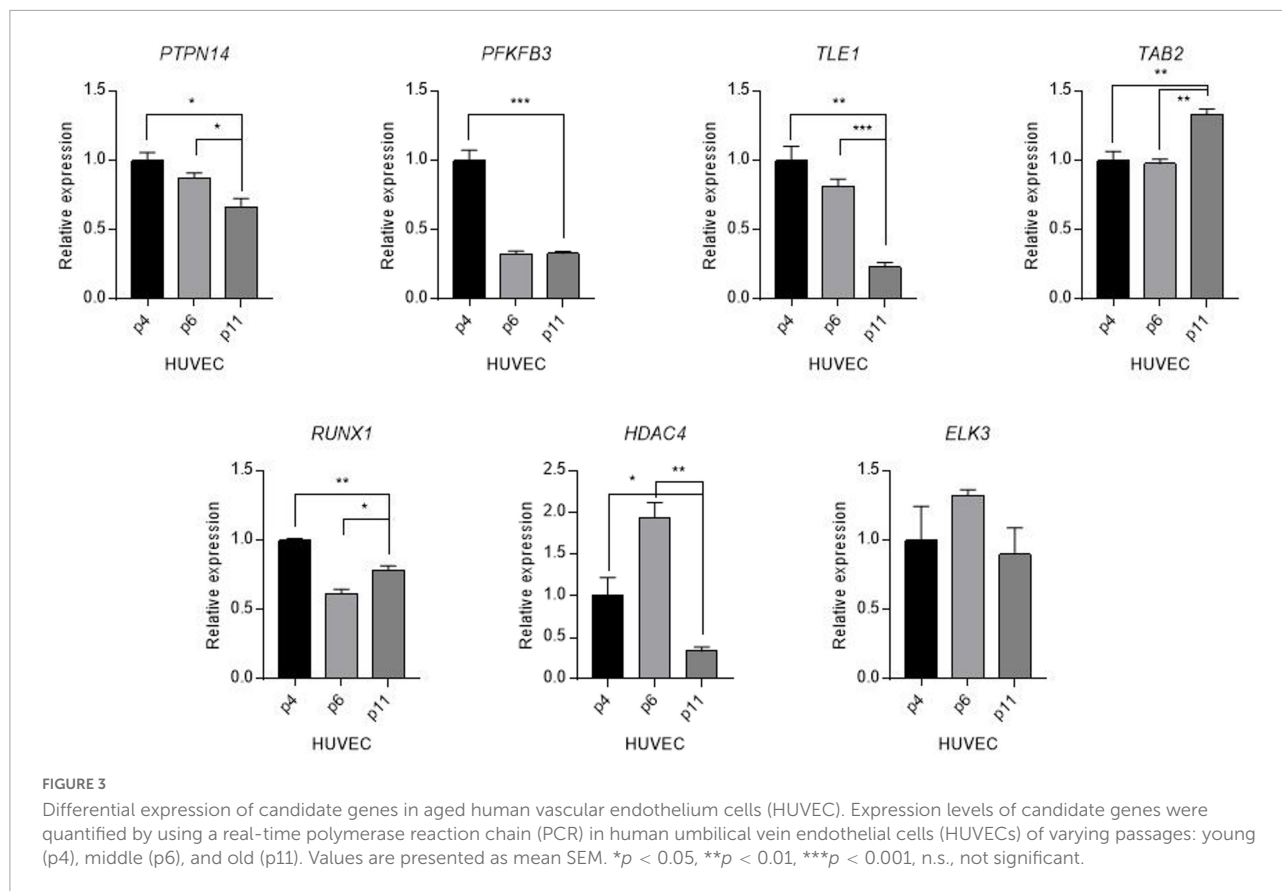 PTPN14
PFKFB3
TLE1
TAB2
Relative expression
1.5
1.0
0.5
0.0
*
*
p4
p6
p11
HUVEC
Relative expression
1.5
1.0
0.5
0.0
***
p4
p6
p11
HUVEC
Relative expression
1.5
1.0
0.5
0.0
**
***
p4
p6
p11
HUVEC
Relative expression
1.5
1.0
0.5
0.0
**
**
p4
p6
p11
HUVEC
RUNX1
HDAC4
ELK3
Relative expression
1.5
1.0
0.5
0.0
**
*
p4
p6
p11
HUVEC
Relative expression
2.5
2.0
1.5
1.0
0.5
0.0
*
**
p4
p6
p11
HUVEC
Relative expression
1.5
1.0
0.5
0.0
p4
p6
p11
HUVEC
FIGURE 3
Differential expression of candidate genes in aged human vascular endothelium cells (HUVEC). Expression levels of candidate genes were
quantified by using a real-time polymerase reaction chain (PCR) in human umbilical vein endothelial cells (HUVECs) of varying passages: young
(p4), middle (p6), and old (p11). Values are presented as mean SEM. *p < 0.05, **p < 0.01, ***p < 0.001, n.s., not significant.